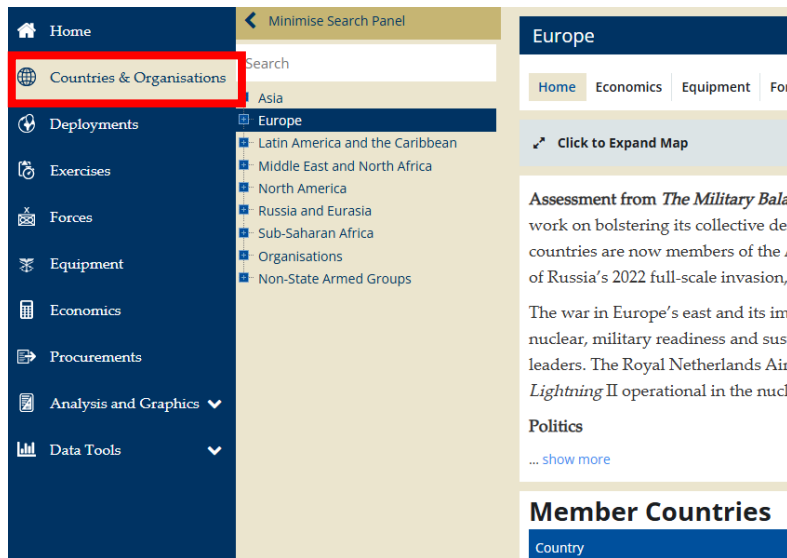 Home
Countries & Organisations
Deployments
Exercises
Forces
Equipment
Economics
Procurements
Analysis and Graphics
Data Tools
Minimise Search Panel
Search
Asia
Europe
Latin America and the Caribbean
Middle East and North Africa
North America
Russia and Eurasia
Sub-Saharan Africa
Organisations
Non-State Armed Groups
Europe
Home Economics Equipment For
Click to Expand Map
Assessment from The Military Bala
work on bolstering its collective de
countries are now members of the
of Russia's 2022 full-scale invasion,
The war in Europe's east and its im
nuclear, military readiness and sus
leaders. The Royal Netherlands Air
Lightning II operational in the nucl
Politics
... show more
Member Countries
Country